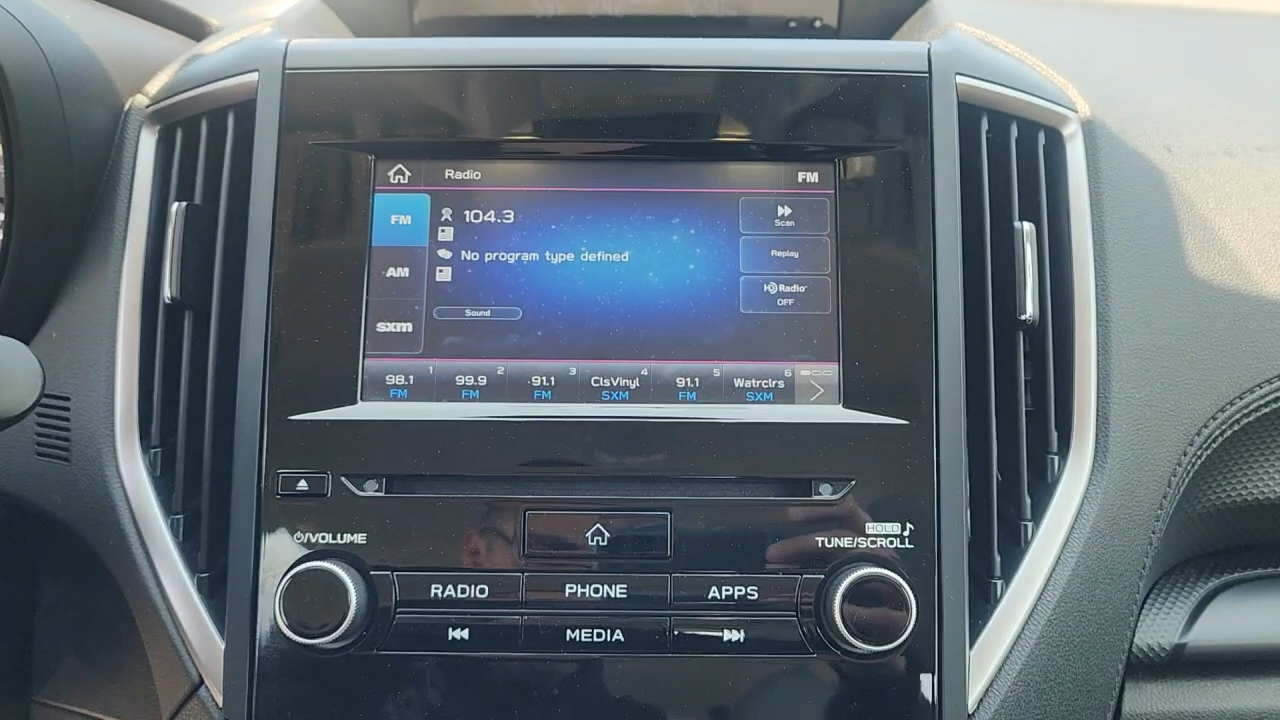 Radio
FM
FM
104.3
Scan
No program type defined
Replay
AM
HD Radio
OFF
Sound
sxm
1
2
3
4
5
6
98.1
99.9
91.1
ClsVinyl
91.1
Watrclrs
FM
FM
FM
SXM
FM
SXM
/VOLUME
HOLD
TUNE/SCROLL
RADIO
PHONE
APPS
MEDIA